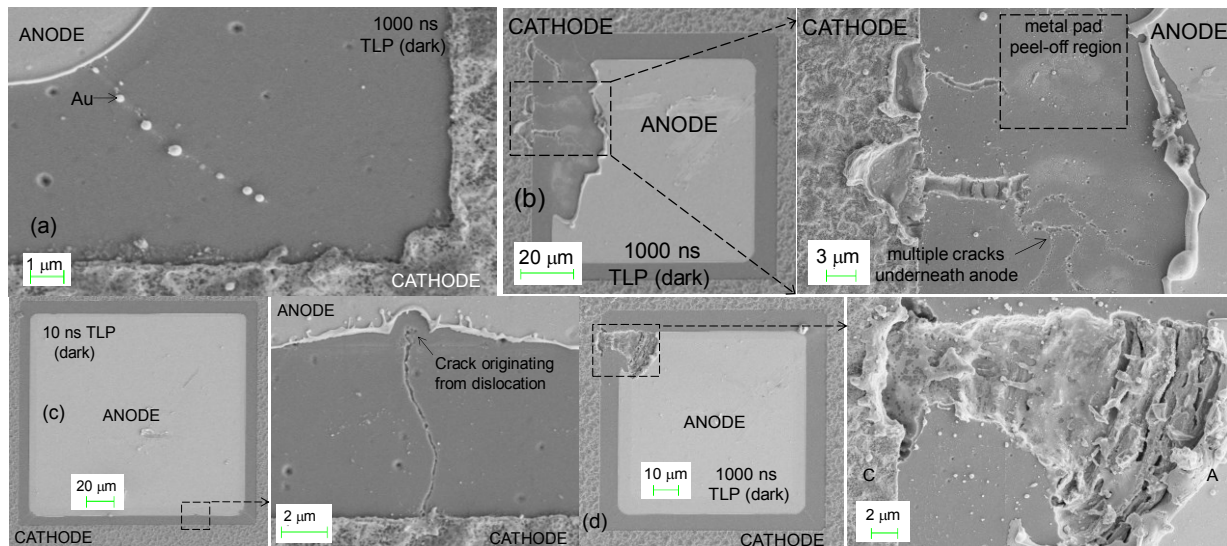 ANODE
1000 ns
TLP (dark)
Au
(a)
1 μm
CATHODE
CATHODE
ANODE
(b)
20 μm
1000 ns
TLP (dark)
CATHODE
metal pad
peel-off region
ANODE
multiple cracks
underneath anode
3 μm
10 ns TLP
(dark)
(c)
ANODE
20 μm
CATHODE
ANODE
Crack originating
from dislocation
2 μm
CATHODE
ANODE
10 μm
1000 ns
TLP (dark)
(d)
CATHODE
C
A
2 μm